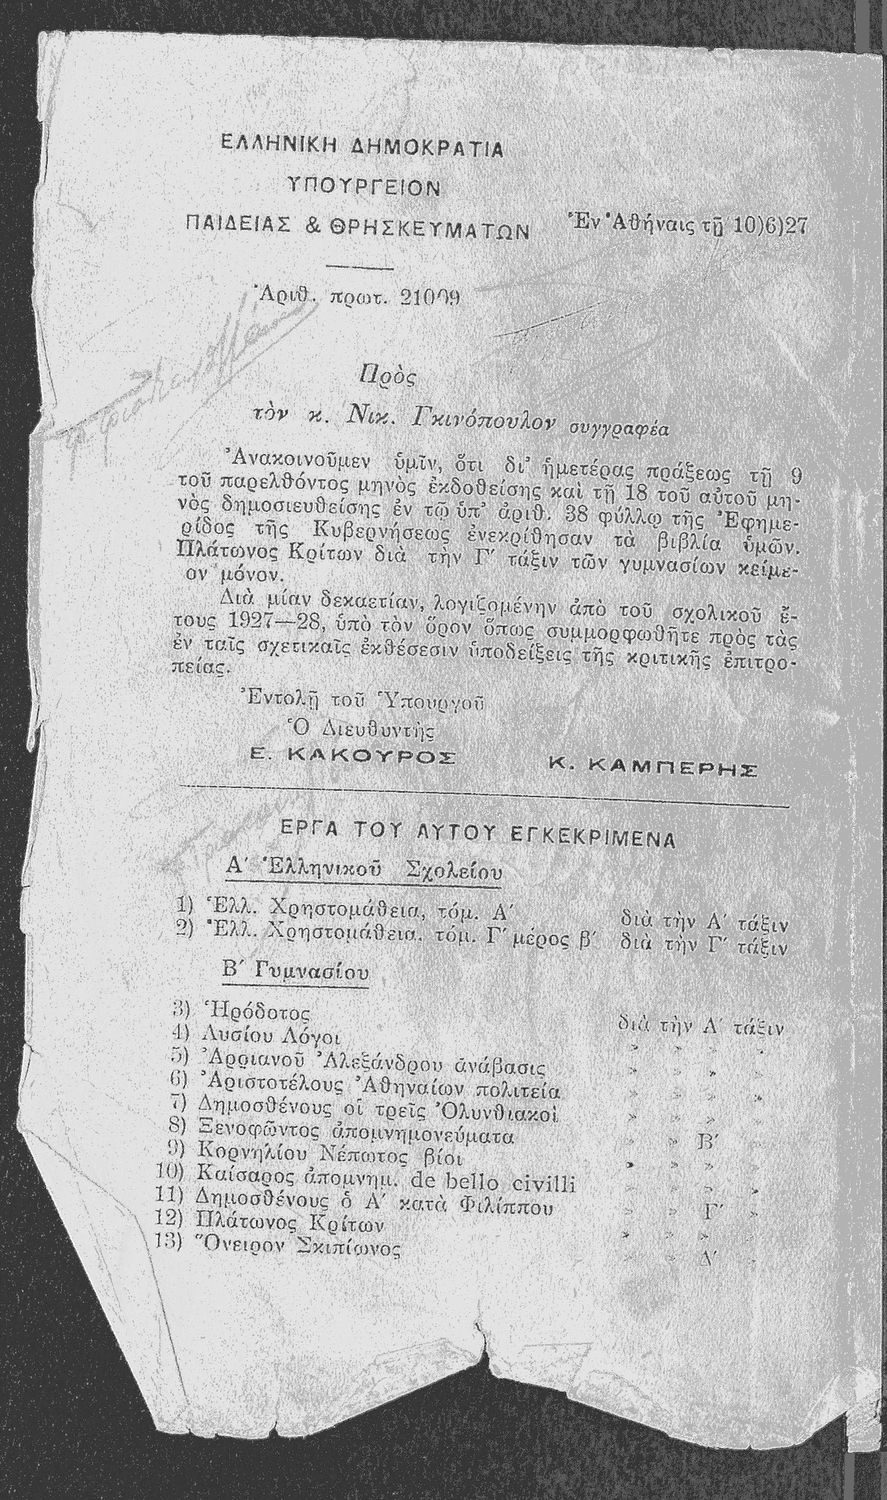 ΕΛΛΗΝΙΚΗ ΔΗΜΟΚΡΑΤΙΑ
ΥΠΟΥΡΓΕΙΟΝ
ΠΑΙΔΕΙΑΣ & ΘΡΗΣΚΕΥΜΑΤΩΝ Ἐν Ἀθήναις τῇ 10)6)27
Ἀριθ. πρωτ. 21009
Πρὸς
τὸν κ. Νικ. Γκινόπουλον συγγραφέα
Ἀνακοινοῦμεν ὑμῖν, ὅτι δι' ἡμετέρας πράξεως τῇ 9
τοῦ παρελθόντος μηνὸς ἐκδοθείσης καὶ τῇ 18 τοῦ αὐτοῦ μη-
νὸς δημοσιευθείσης ἐν τῷ ὑπ' ἀριθ. 38 φύλλῳ τῆς Ἐφημε-
ρίδος τῆς Κυβερνήσεως ἐνεκρίθησαν τὰ βιβλία ὑμῶν.
Πλάτωνος Κρίτων διὰ τὴν Γ′ τάξιν τῶν γυμνασίων κείμε-
ον μόνον.
Διὰ μίαν δεκαετίαν, λογιζομένην ἀπὸ τοῦ σχολικοῦ ἔ-
τους 1927—28, ὑπὸ τὸν ὅρον ὅπως συμμορφωθῆτε πρὸς τὰς
ἐν ταῖς σχετικαῖς ἐκθέσεσιν ὑποδείξεις τῆς κριτικῆς ἐπιτρο-
πείας.
Ἐντολῇ τοῦ Ὑπουργοῦ
Ὁ Διευθυντὴς
Ε. ΚΑΚΟΥΡΟΣ Κ. ΚΑΜΠΕΡΗΣ
ΕΡΓΑ ΤΟΥ ΑΥΤΟΥ ΕΓΚΕΚΡΙΜΕΝΑ
Α′ Ἑλληνικοῦ Σχολείου
1) Ἑλλ. Χρηστομάθεια, τόμ. Α′ διὰ τὴν Α′ τάξιν
2) Ἑλλ. Χρηστομάθεια. τόμ. Γ′ μέρος β′ διὰ τὴν Γ′ τάξιν
Β′ Γυμνασίου
3) Ἡρόδοτος διὰ τὴν Α′ τάξιν
4) Λυσίου Λόγοι » » » »
5) Ἀρριανοῦ Ἀλεξάνδρου ἀνάβασις » » » »
6) Ἀριστοτέλους Ἀθηναίων πολιτεία » » » »
7) Δημοσθένους οἱ τρεῖς Ὀλυνθιακοὶ » » » »
8) Ξενοφῶντος ἀπομνημονεύματα » » Β′ »
9) Κορνηλίου Νέπωτος βίοι » » » »
10) Καίσαρος ἀπομνημ. de bello civilli » » » »
11) Δημοσθένους ὁ Α′ κατὰ Φιλίππου » » Γ′ »
12) Πλάτωνος Κρίτων » » » »
13) Ὄνειρον Σκιπίωνος » » Δ′ »